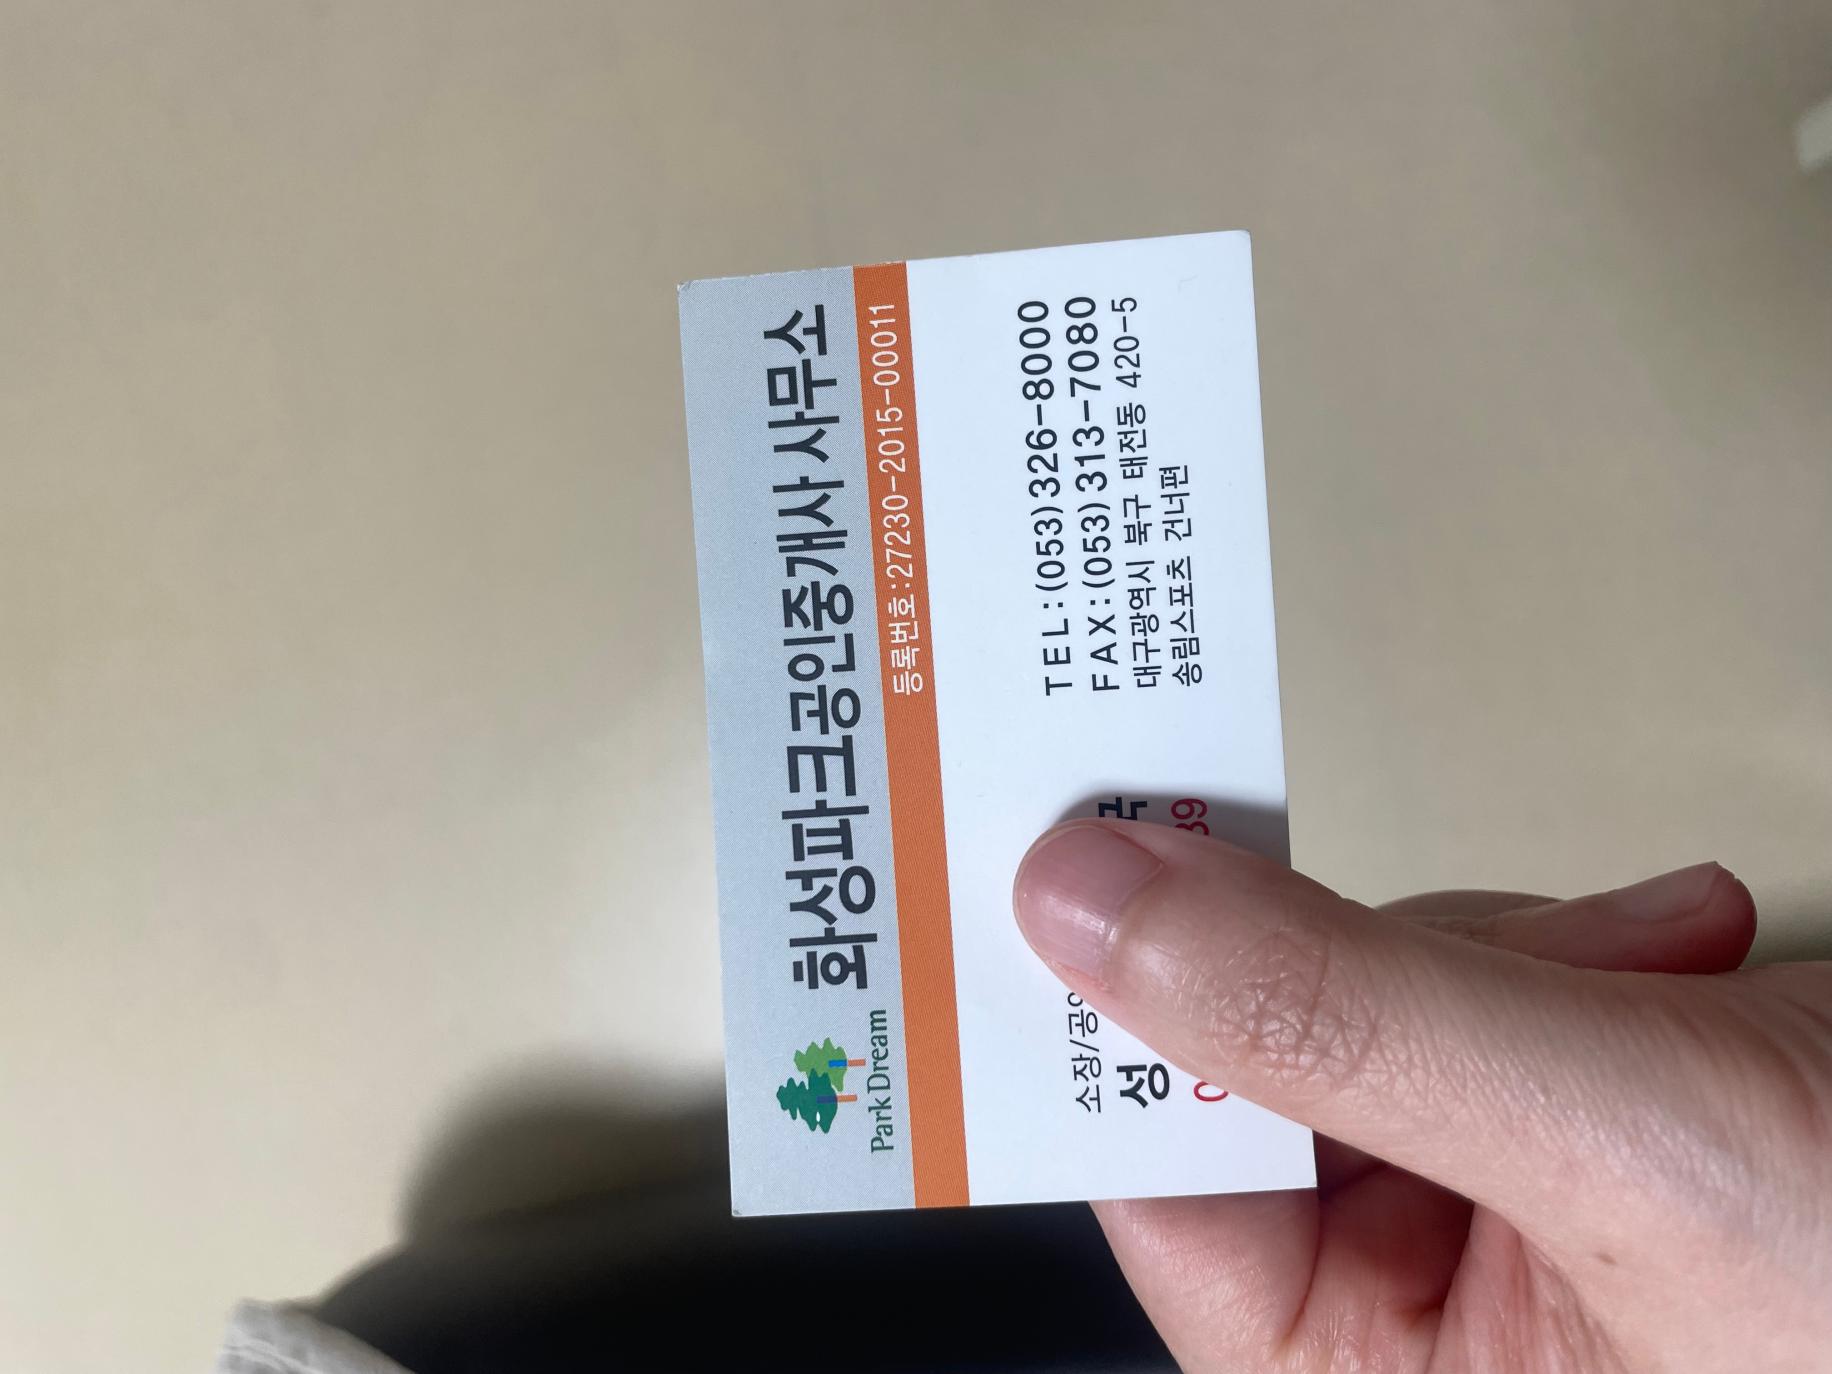 화성파크공인중개사 사무소
Park Dream
등록번호:27230-2015-00011
TEL:(053)326-8000
FAX:(053)313-7080
대구광역시 북구 태전동 420-5
송림스포츠 건너편
소장/
성